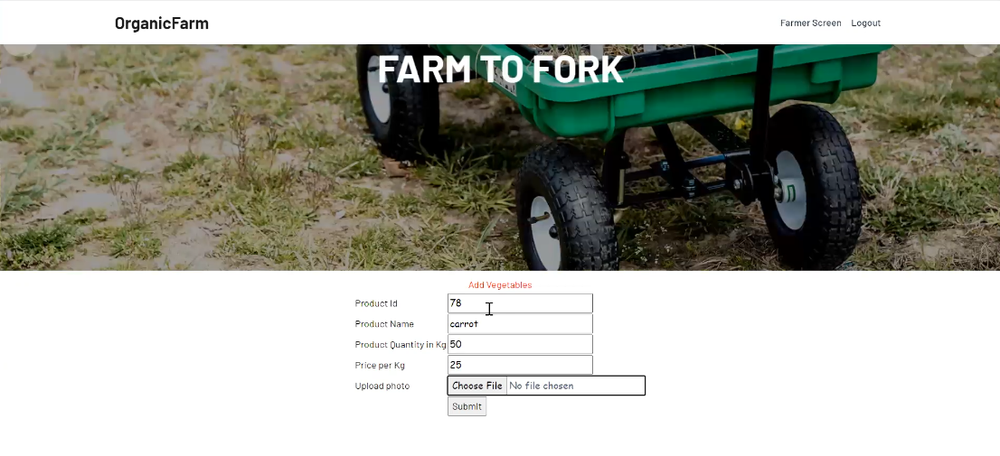 OrganicFarm Farmer Screen Logout
FARM TO FORK
Add Vegetables
Product Id 78
Product Name carrot
Product Quantity in Kg 50
Price per Kg 25
Upload photo Choose File No file chosen
Submit